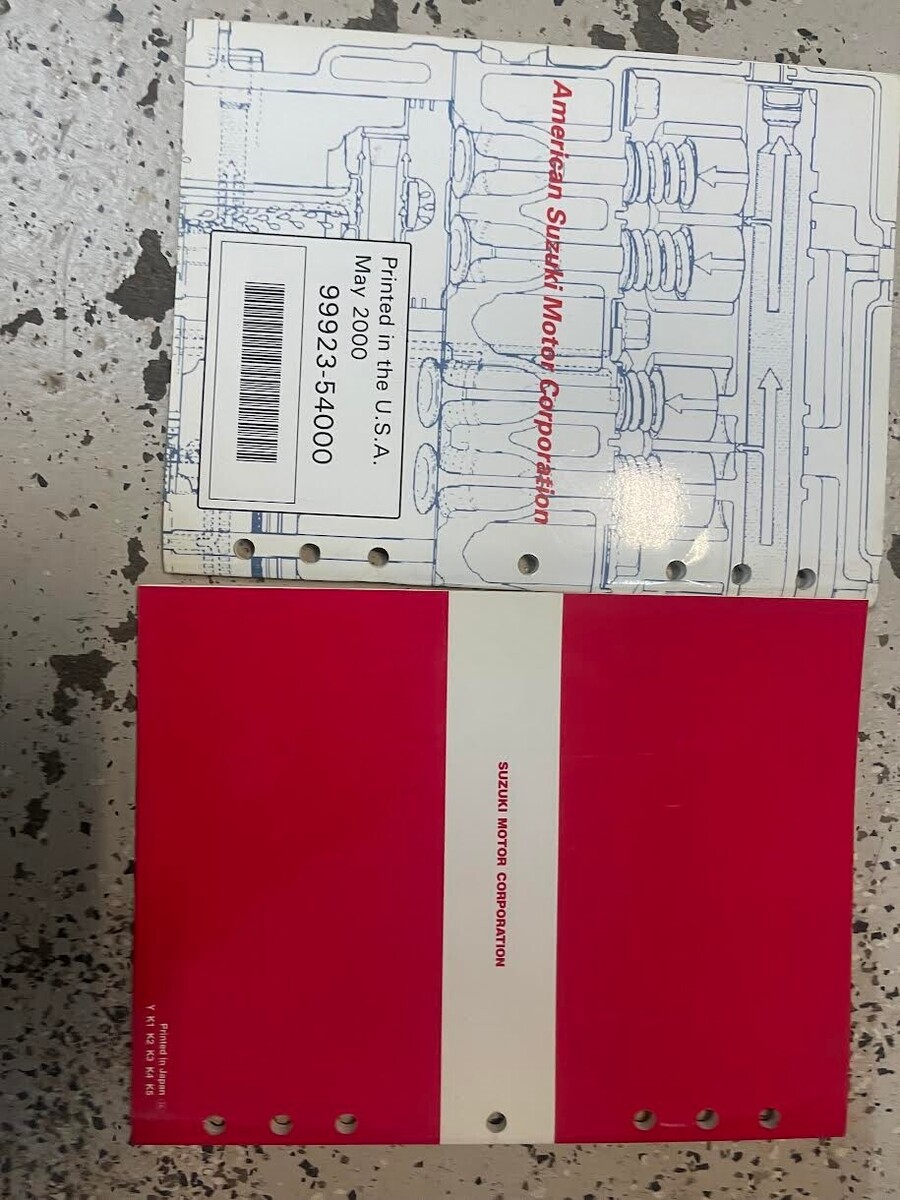 American Suzuki Motor Corporation
Printed in the U.S.A.
May 2000
99923-54000
SUZUKI MOTOR CORPORATION
Printed in Japan
Y K1 K2 K3 K4 K5